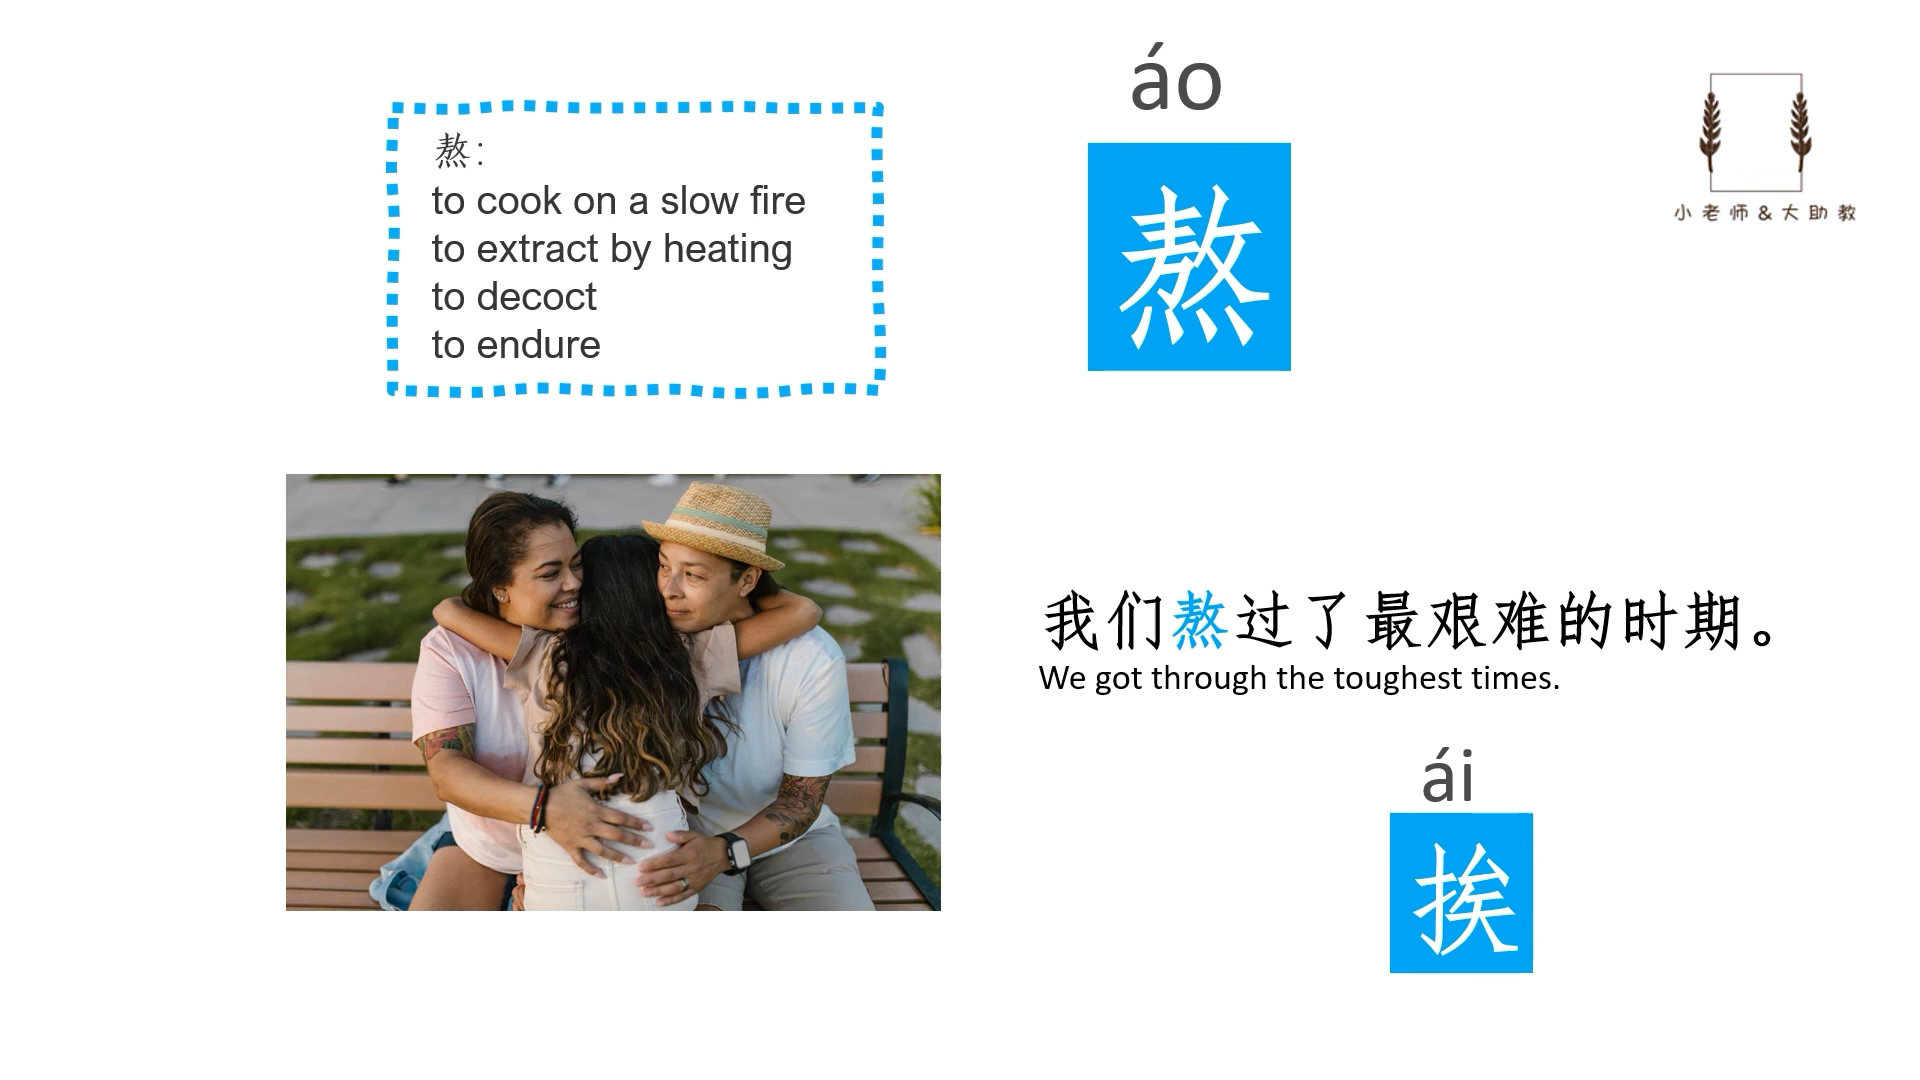 熬:
to cook on a slow fire
to extract by heating
to decoct
to endure
áo
熬
小老师&大助教
我们熬过了最艰难的时期。
We got through the toughest times.
ái
挨